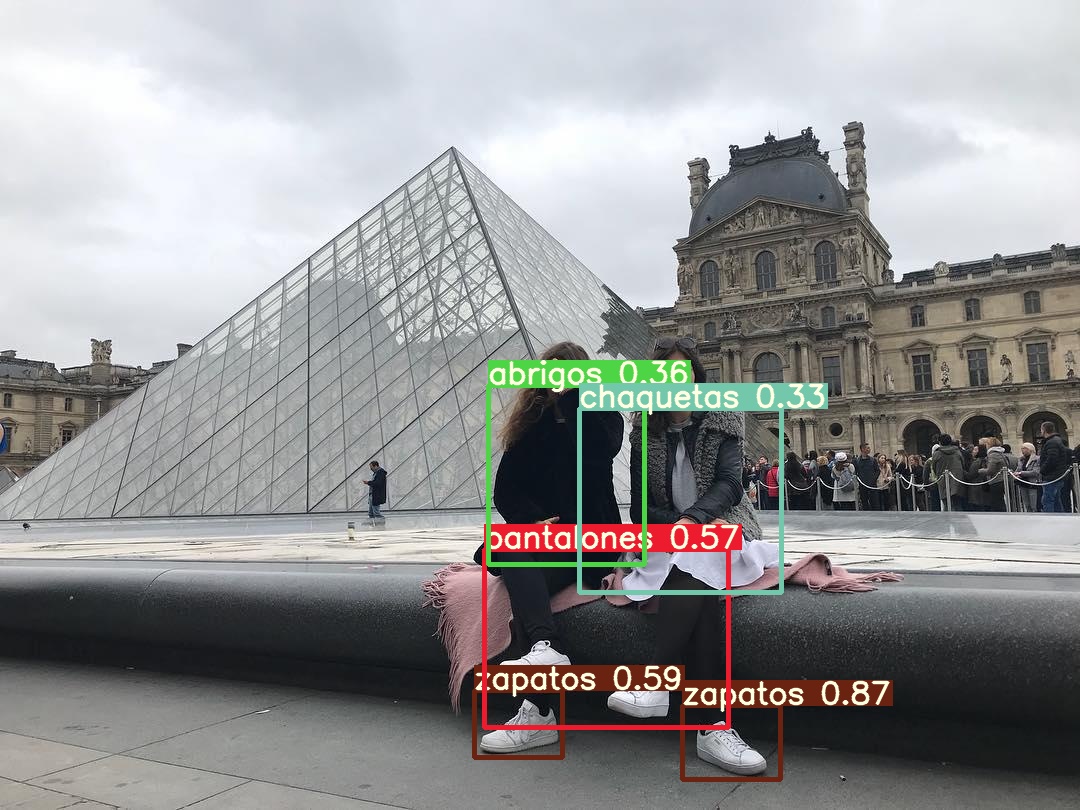 abrigos 0.36
chaquetas 0.33
pantalones 0.57
zapatos 0.59
zapatos 0.87